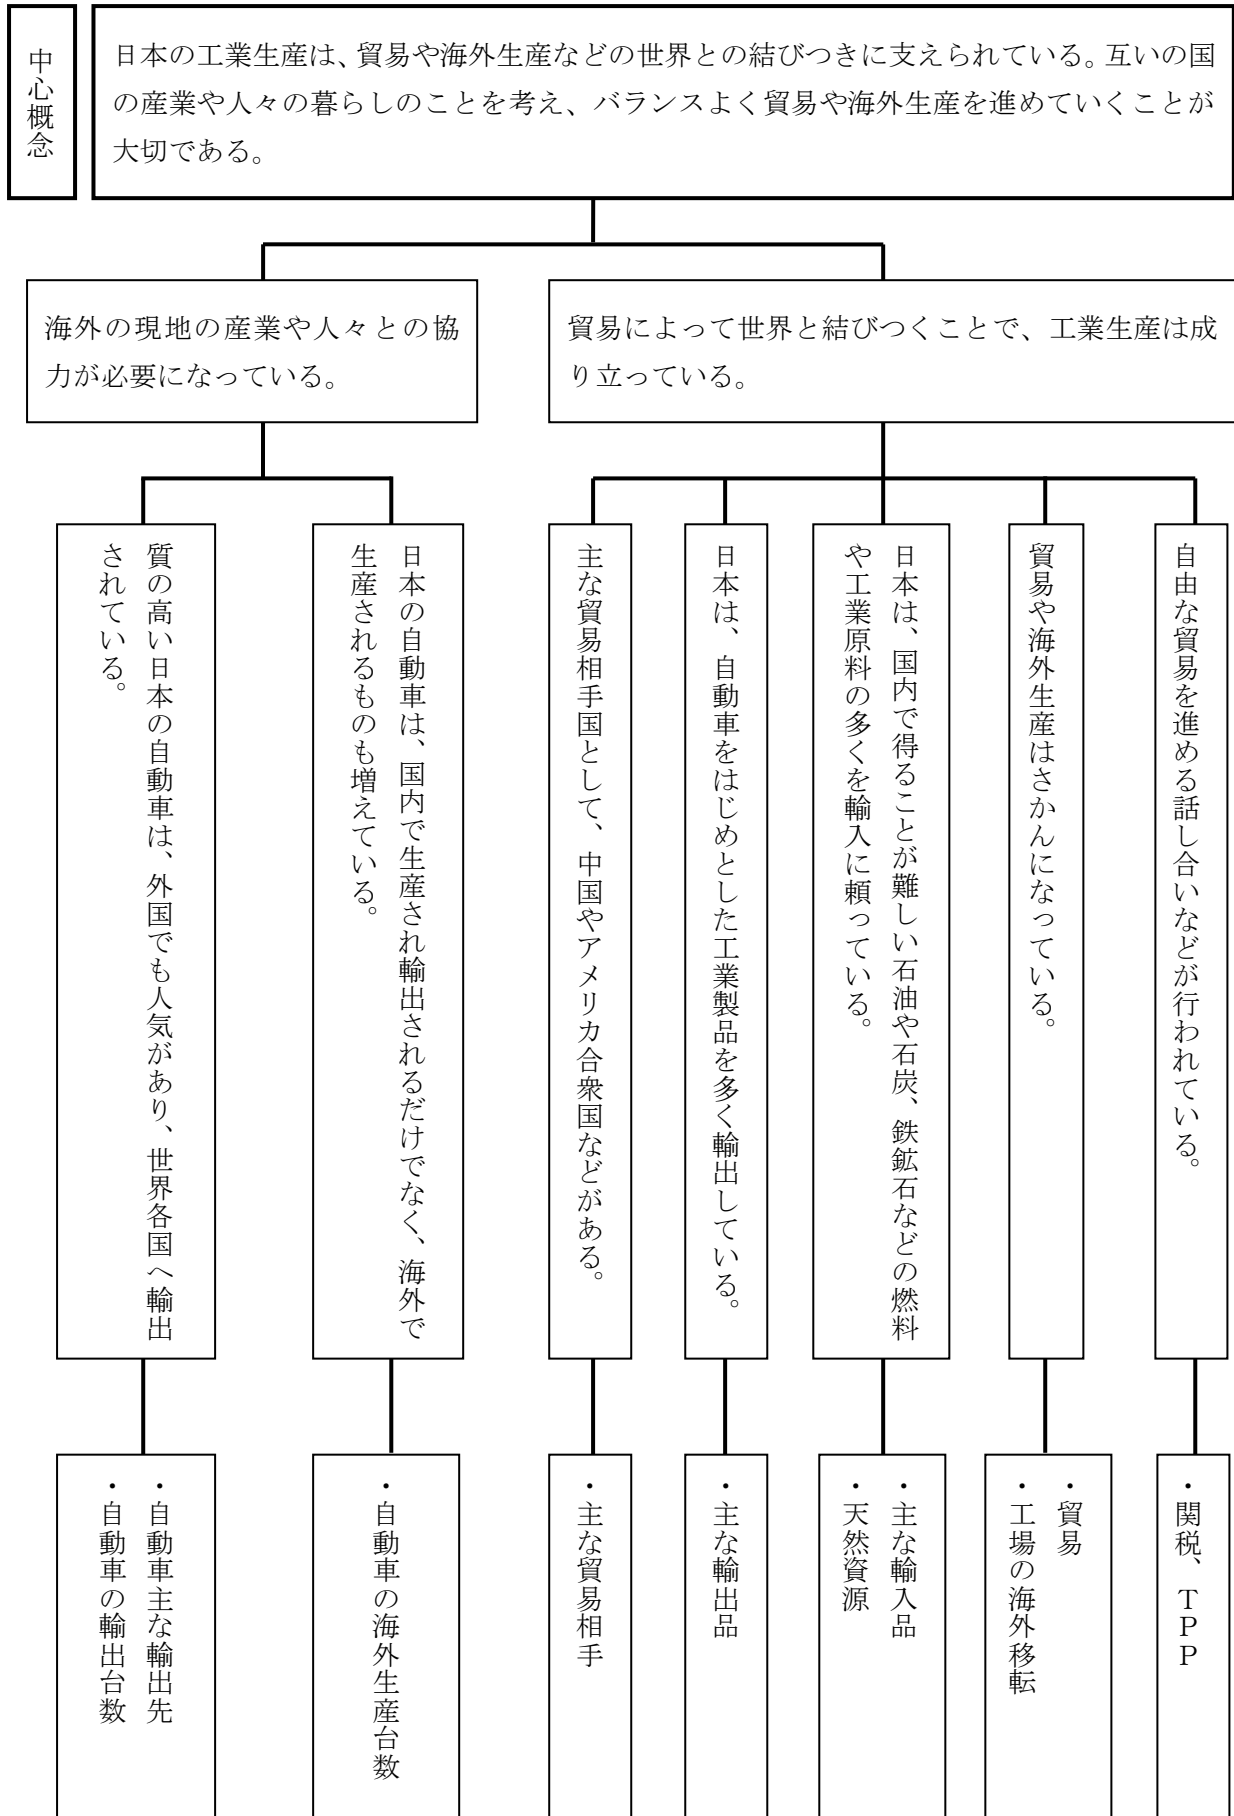 中心概念
日本の工業生産は、貿易や海外生産などの世界との結びつきに支えられている。互いの国
の産業や人々の暮らしのことを考え、バランスよく貿易や海外生産を進めていくことが
大切である。
海外の現地の産業や人々との協
力が必要になっている。
貿易によって世界と結びつくことで、工業生産は成
り立っている。
自由な貿易を進める話し合いなどが行われている。
貿易や海外生産はさかんになっている。
日本は、国内で得ることが難しい石油や石炭、鉄鉱石などの燃料
や工業原料の多くを輸入に頼っている。
日本は、自動車をはじめとした工業製品を多く輸出している。
主な貿易相手国として、中国やアメリカ合衆国などがある。
日本の自動車は、国内で生産され輸出されるだけでなく、海外で
生産されるものも増えている。
質の高い日本の自動車は、外国でも人気があり、世界各国へ輸出
されている。
・関税、ＴＰＰ
・貿易
・工場の海外移転
・主な輸入品
・天然資源
・主な輸出品
・主な貿易相手
・自動車の海外生産台数
・自動車主な輸出先
・自動車の輸出台数